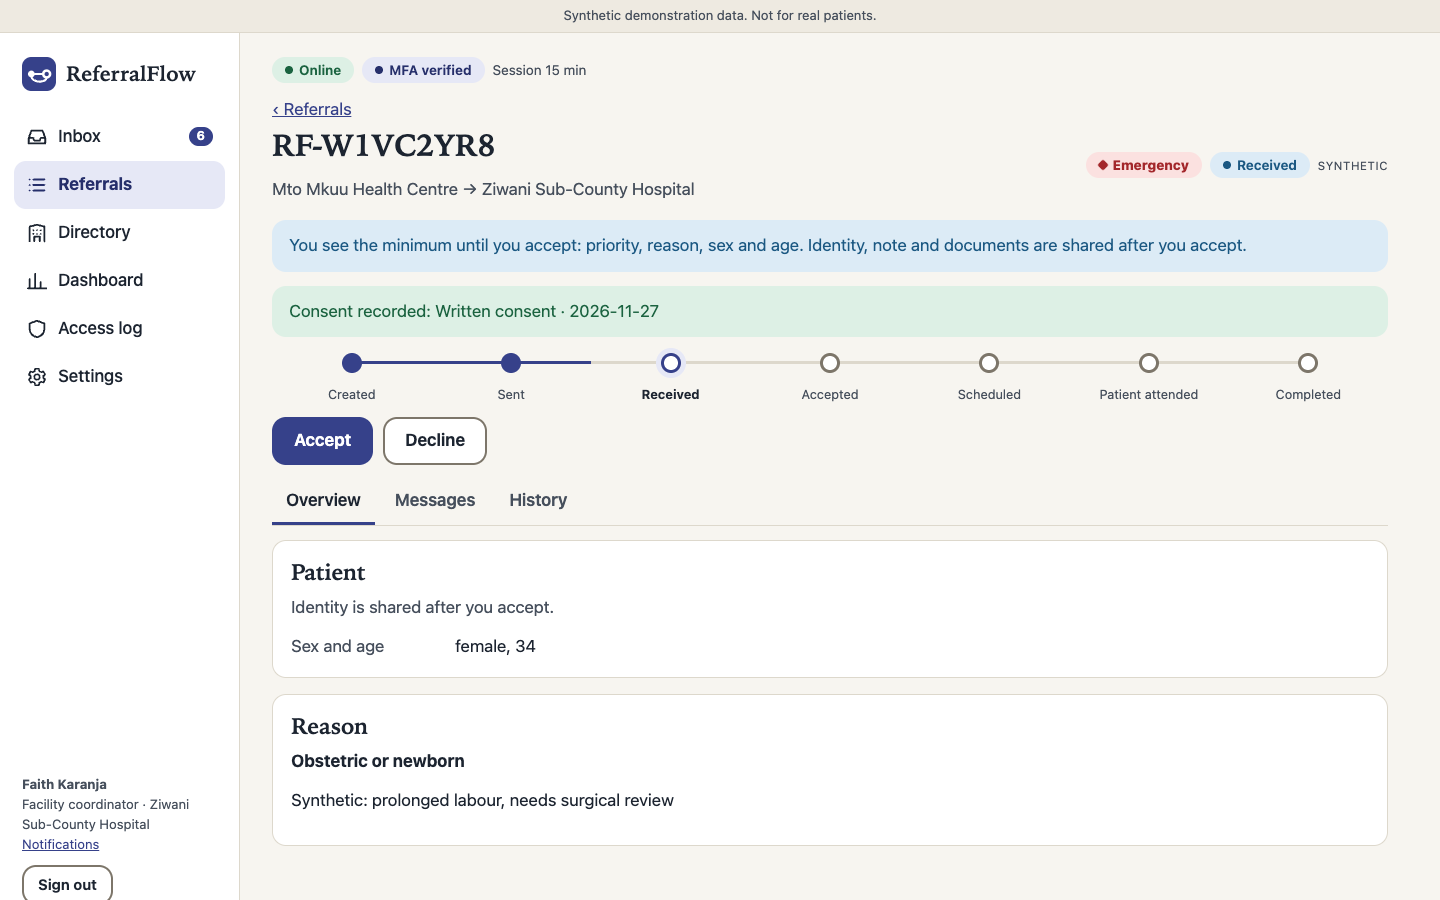 Synthetic demonstration data. Not for real patients.
ReferralFlow
Inbox 6
Referrals
Directory
Dashboard
Access log
Settings
Faith Karanja
Facility coordinator · Ziwani
Sub-County Hospital
Notifications
Sign out
Online MFA verified Session 15 min
‹ Referrals
RF-W1VC2YR8
Mto Mkuu Health Centre → Ziwani Sub-County Hospital
Emergency Received SYNTHETIC
You see the minimum until you accept: priority, reason, sex and age. Identity, note and documents are shared after you accept.
Consent recorded: Written consent · 2026-11-27
Created Sent Received Accepted Scheduled Patient attended Completed
Accept Decline
Overview Messages History
Patient
Identity is shared after you accept.
Sex and age female, 34
Reason
Obstetric or newborn
Synthetic: prolonged labour, needs surgical review